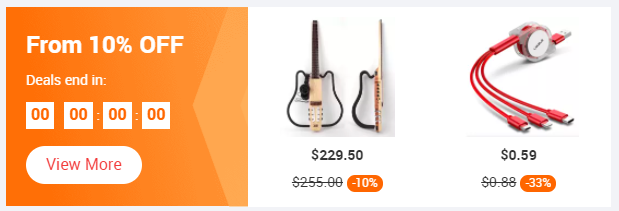 From 10% OFF
Deals end in:
00 00 : 00 : 00
View More
$229.50
$255.00 -10%
$0.59
$0.88 -33%